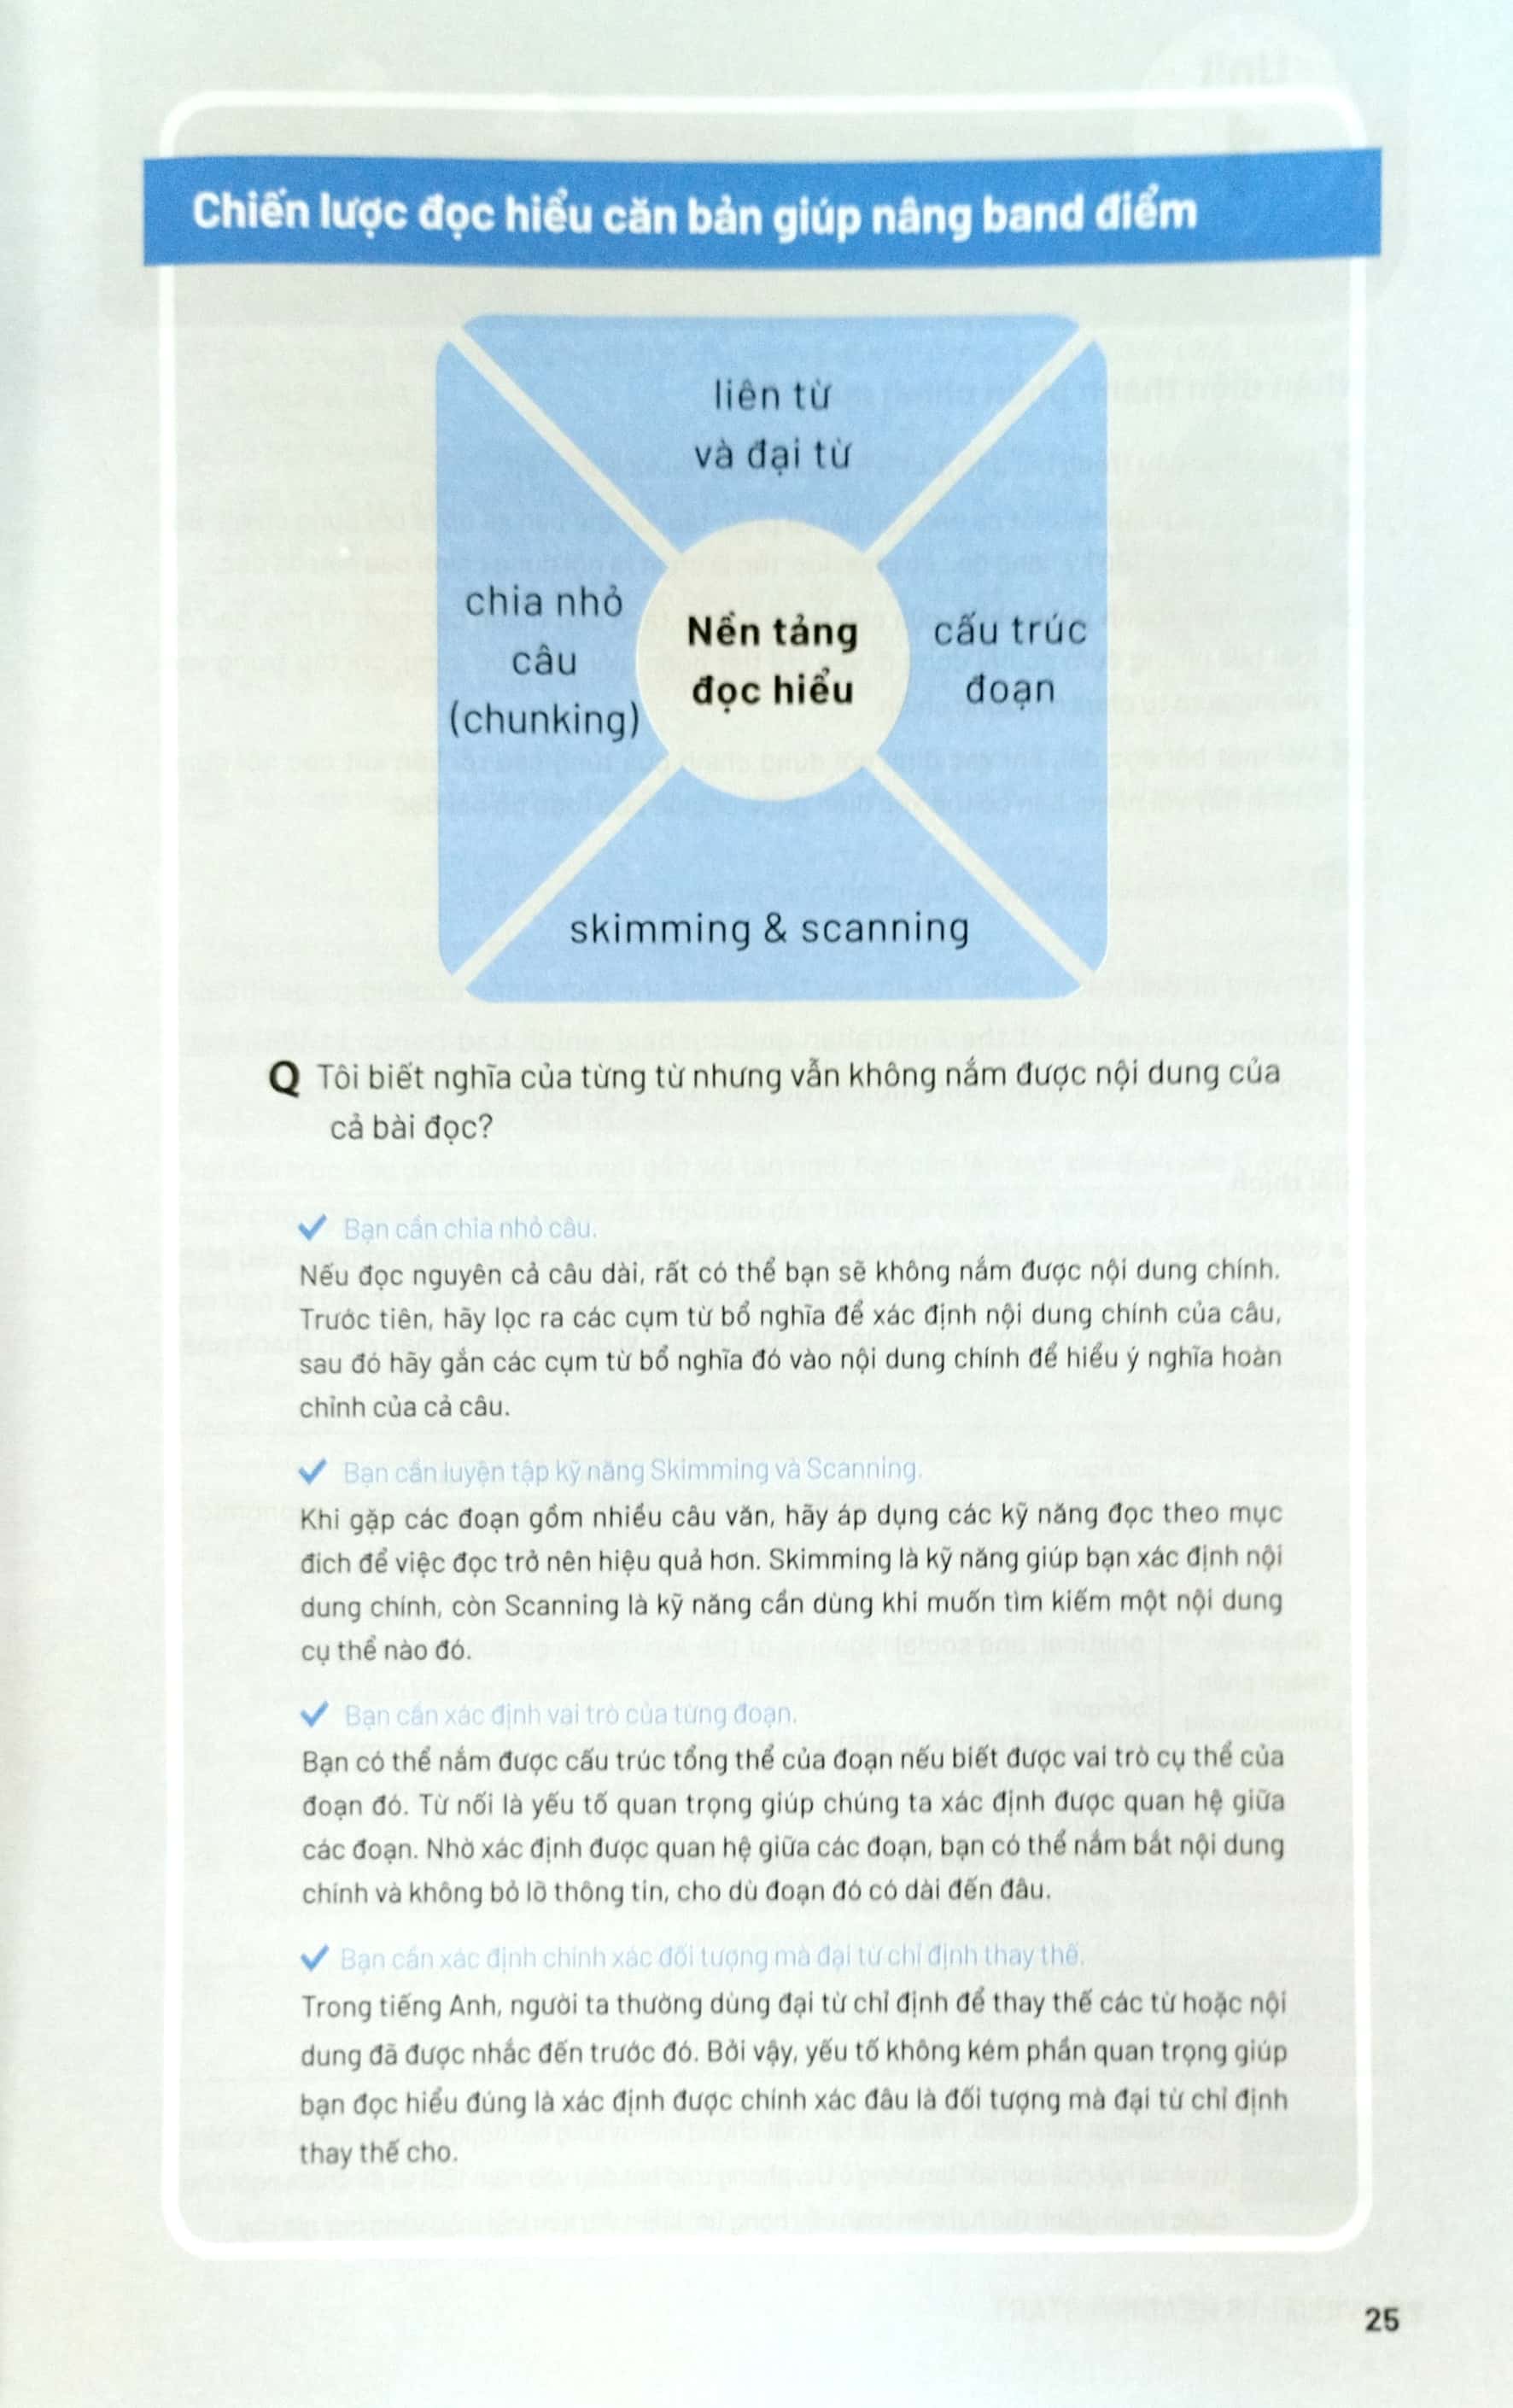 Chiến lược đọc hiểu căn bản giúp nâng band điểm
liên từ
và đại từ
chia nhỏ
câu
(chunking)
Nền tảng
đọc hiểu
cấu trúc
đoạn
skimming & scanning
Q Tôi biết nghĩa của từng từ nhưng vẫn không nắm được nội dung của
cả bài đọc?
✓ Bạn cần chia nhỏ câu.
Nếu đọc nguyên cả câu dài, rất có thể bạn sẽ không nắm được nội dung chính.
Trước tiên, hãy lọc ra các cụm từ bổ nghĩa để xác định nội dung chính của câu,
sau đó hãy gắn các cụm từ bổ nghĩa đó vào nội dung chính để hiểu ý nghĩa hoàn
chỉnh của cả câu.
✓ Bạn cần luyện tập kỹ năng Skimming và Scanning.
Khi gặp các đoạn gồm nhiều câu văn, hãy áp dụng các kỹ năng đọc theo mục
đích để việc đọc trở nên hiệu quả hơn. Skimming là kỹ năng giúp bạn xác định nội
dung chính, còn Scanning là kỹ năng cần dùng khi muốn tìm kiếm một nội dung
cụ thể nào đó.
✓ Bạn cần xác định vai trò của từng đoạn.
Bạn có thể nắm được cấu trúc tổng thể của đoạn nếu biết được vai trò cụ thể của
đoạn đó. Từ nối là yếu tố quan trọng giúp chúng ta xác định được quan hệ giữa
các đoạn. Nhờ xác định được quan hệ giữa các đoạn, bạn có thể nắm bắt nội dung
chính và không bỏ lỡ thông tin, cho dù đoạn đó có dài đến đâu.
✓ Bạn cần xác định chính xác đối tượng mà đại từ chỉ định thay thế.
Trong tiếng Anh, người ta thường dùng đại từ chỉ định để thay thế các từ hoặc nội
dung đã được nhắc đến trước đó. Bởi vậy, yếu tố không kém phần quan trọng giúp
bạn đọc hiểu đúng là xác định được chính xác đâu là đối tượng mà đại từ chỉ định
thay thế cho.
25